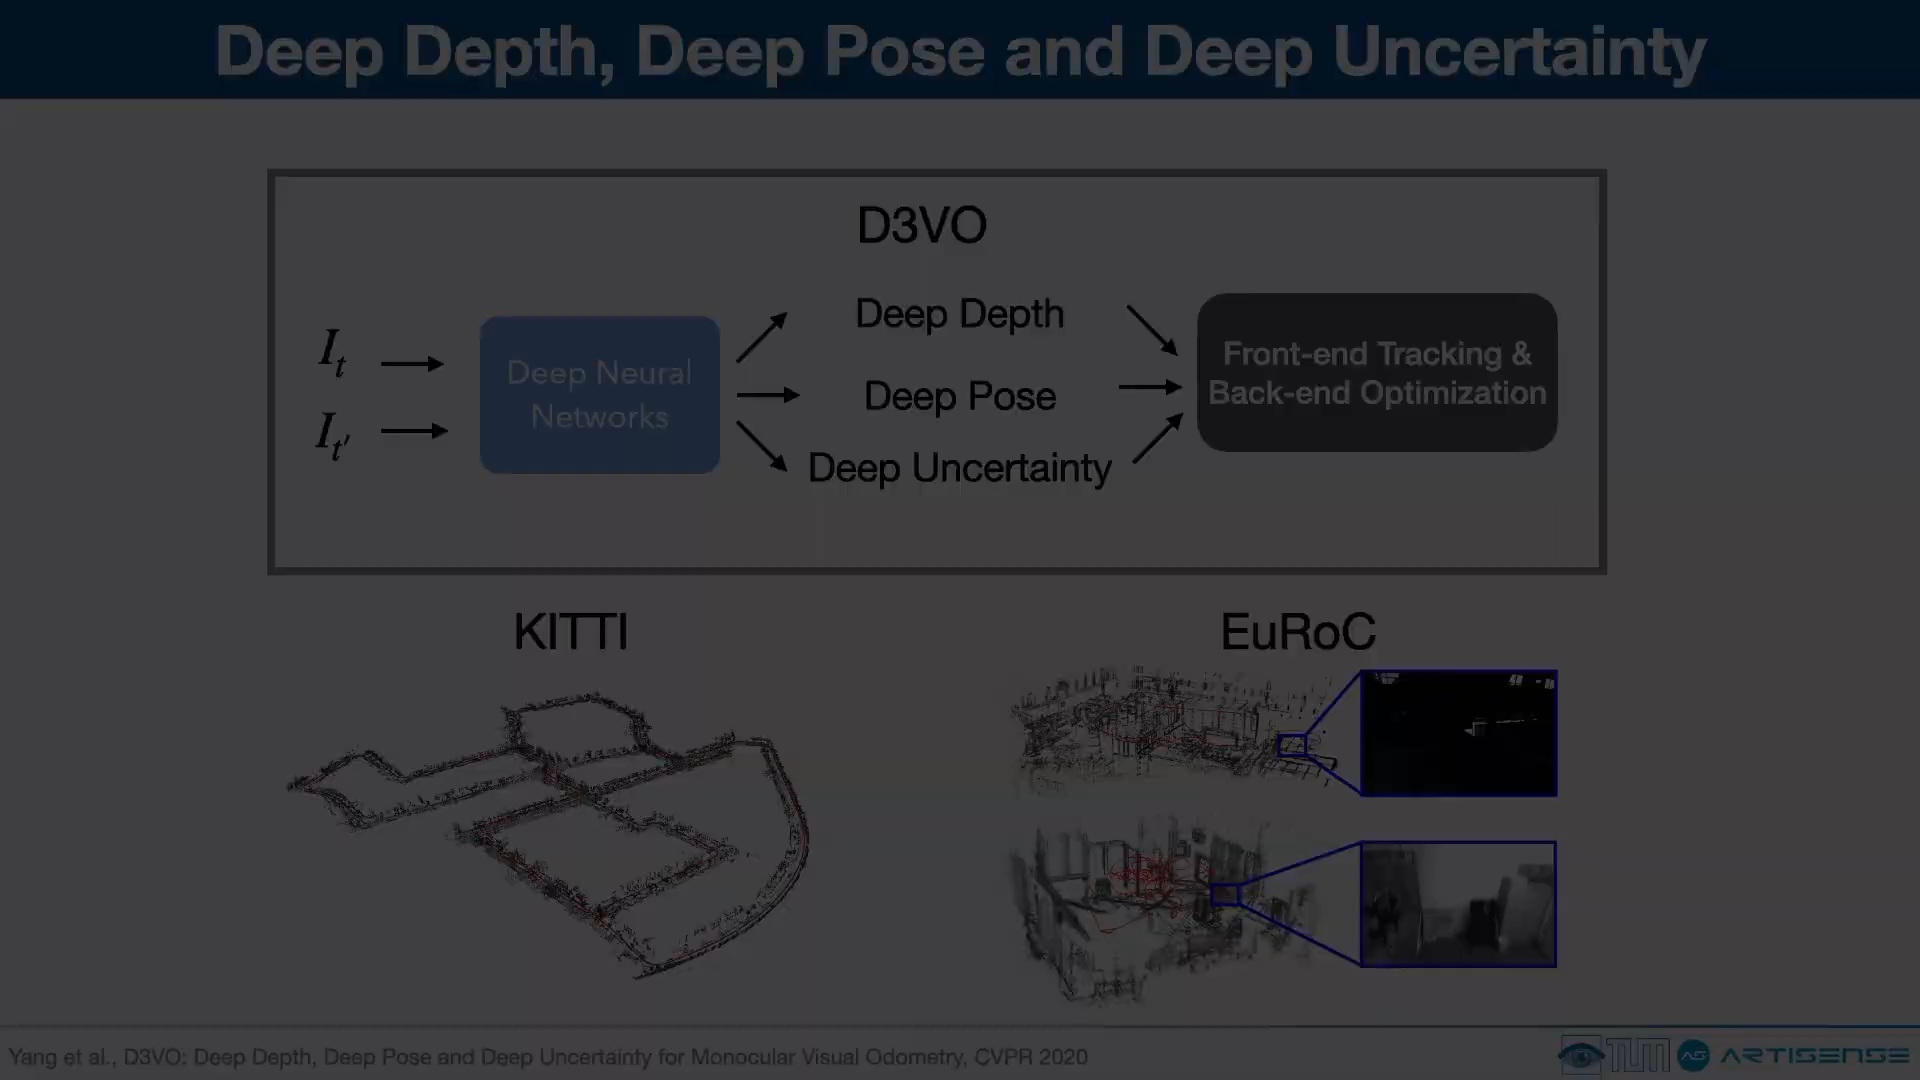 Deep Depth, Deep Pose and Deep Uncertainty
D3VO
I_t
I_t'
Deep Neural
Networks
Deep Depth
Deep Pose
Deep Uncertainty
Front-end Tracking &
Back-end Optimization
KITTI
EuRoC
Yang et al., D3VO: Deep Depth, Deep Pose and Deep Uncertainty for Monocular Visual Odometry, CVPR 2020
TUM
AS ARTISENSE